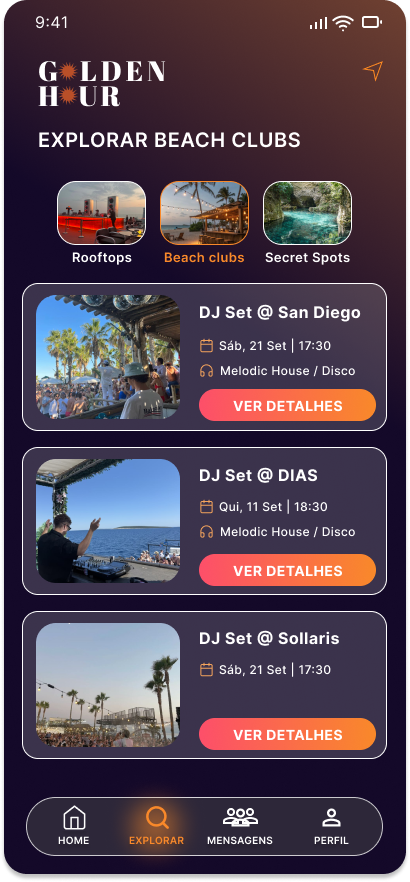 9:41
GOLDEN
HOUR
EXPLORAR BEACH CLUBS
Rooftops
Beach clubs
Secret Spots
DJ Set @ San Diego
Sáb, 21 Set | 17:30
Melodic House / Disco
VER DETALHES
DJ Set @ DIAS
Qui, 11 Set | 18:30
Melodic House / Disco
VER DETALHES
DJ Set @ Sollaris
Sáb, 21 Set | 17:30
VER DETALHES
HOME
EXPLORAR
MENSAGENS
PERFIL